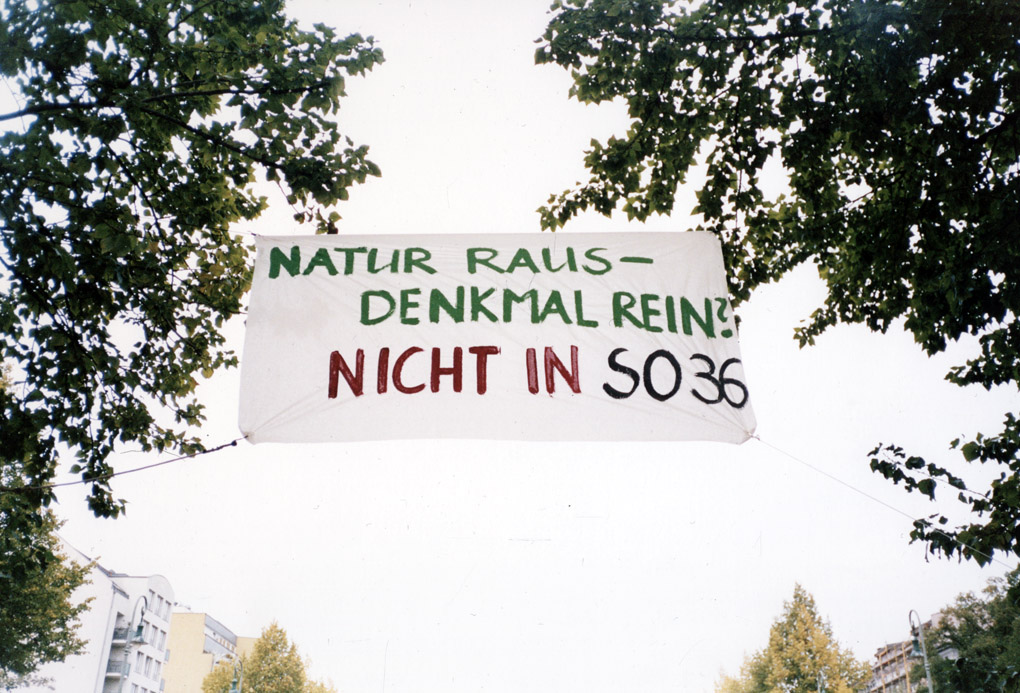 NATUR RAUS-
DENKMAL REIN?
NICHT IN SO36